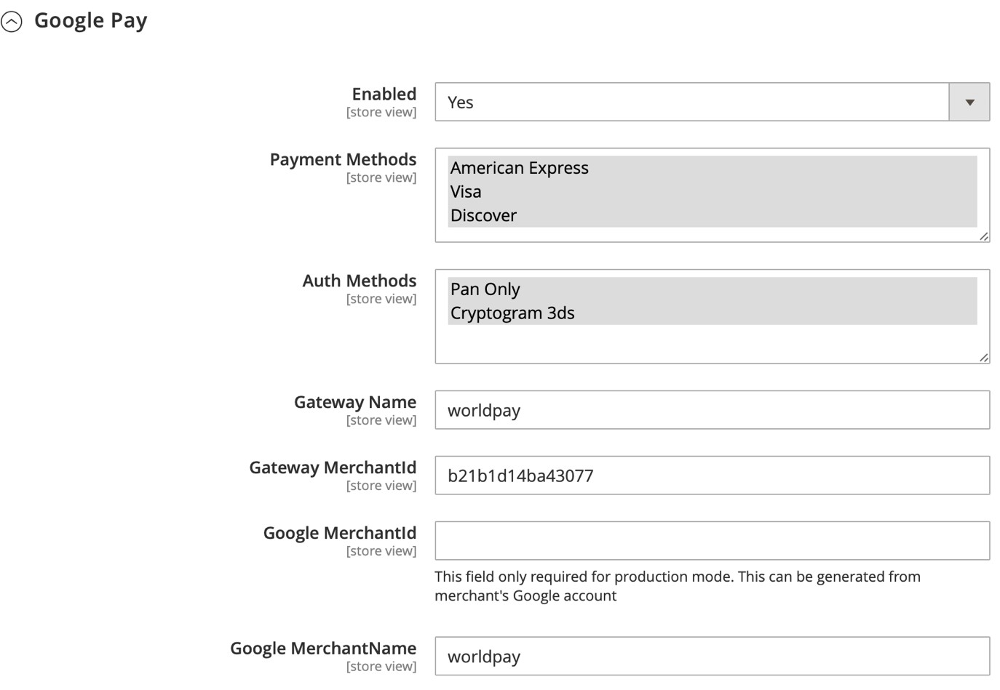 Google Pay
Enabled
[store view]
Yes
Payment Methods
[store view]
American Express
Visa
Discover
Auth Methods
[store view]
Pan Only
Cryptogram 3ds
Gateway Name
[store view]
worldpay
Gateway MerchantId
[store view]
b21b1d14ba43077
Google MerchantId
[store view]
This field only required for production mode. This can be generated from
merchant's Google account
Google MerchantName
[store view]
worldpay